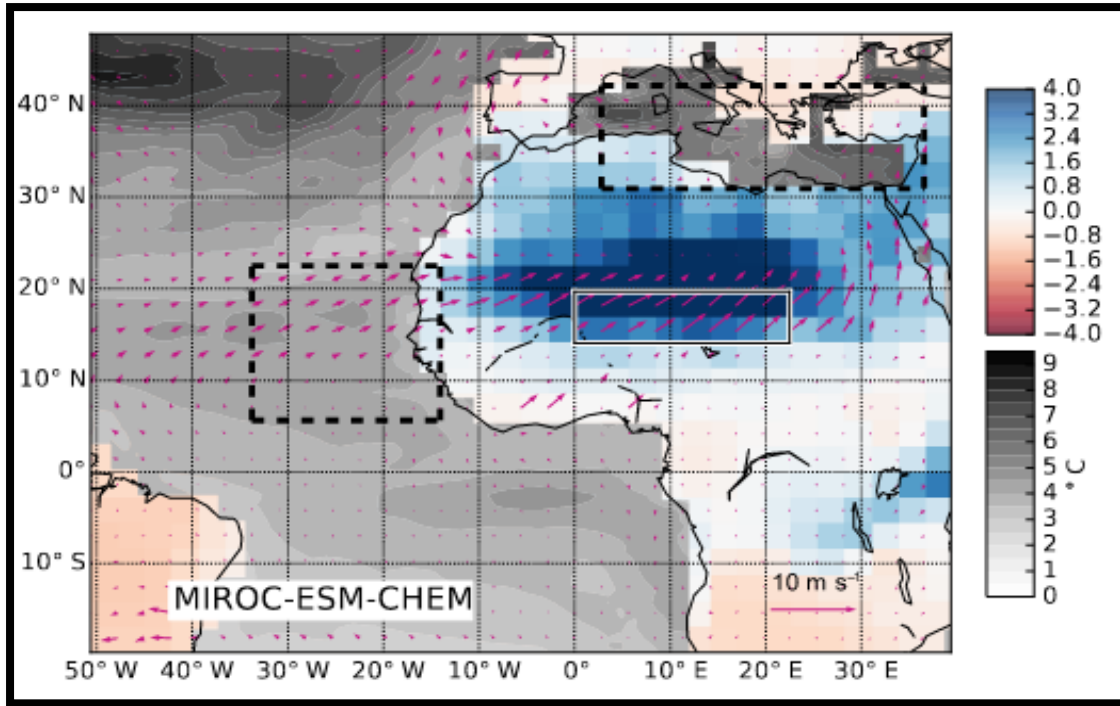 40° N
30° N
20° N
10° N
0°
10° S
50° W
40° W
30° W
20° W
10° W
0°
10° E
20° E
30° E
MIROC-ESM-CHEM
10 m s⁻¹
4.0
3.2
1.6
0.8
0.0
−0.8
−1.6
−2.4
−3.2
−4.0
9
8
7
6
5
4
3
2
1
0
°C